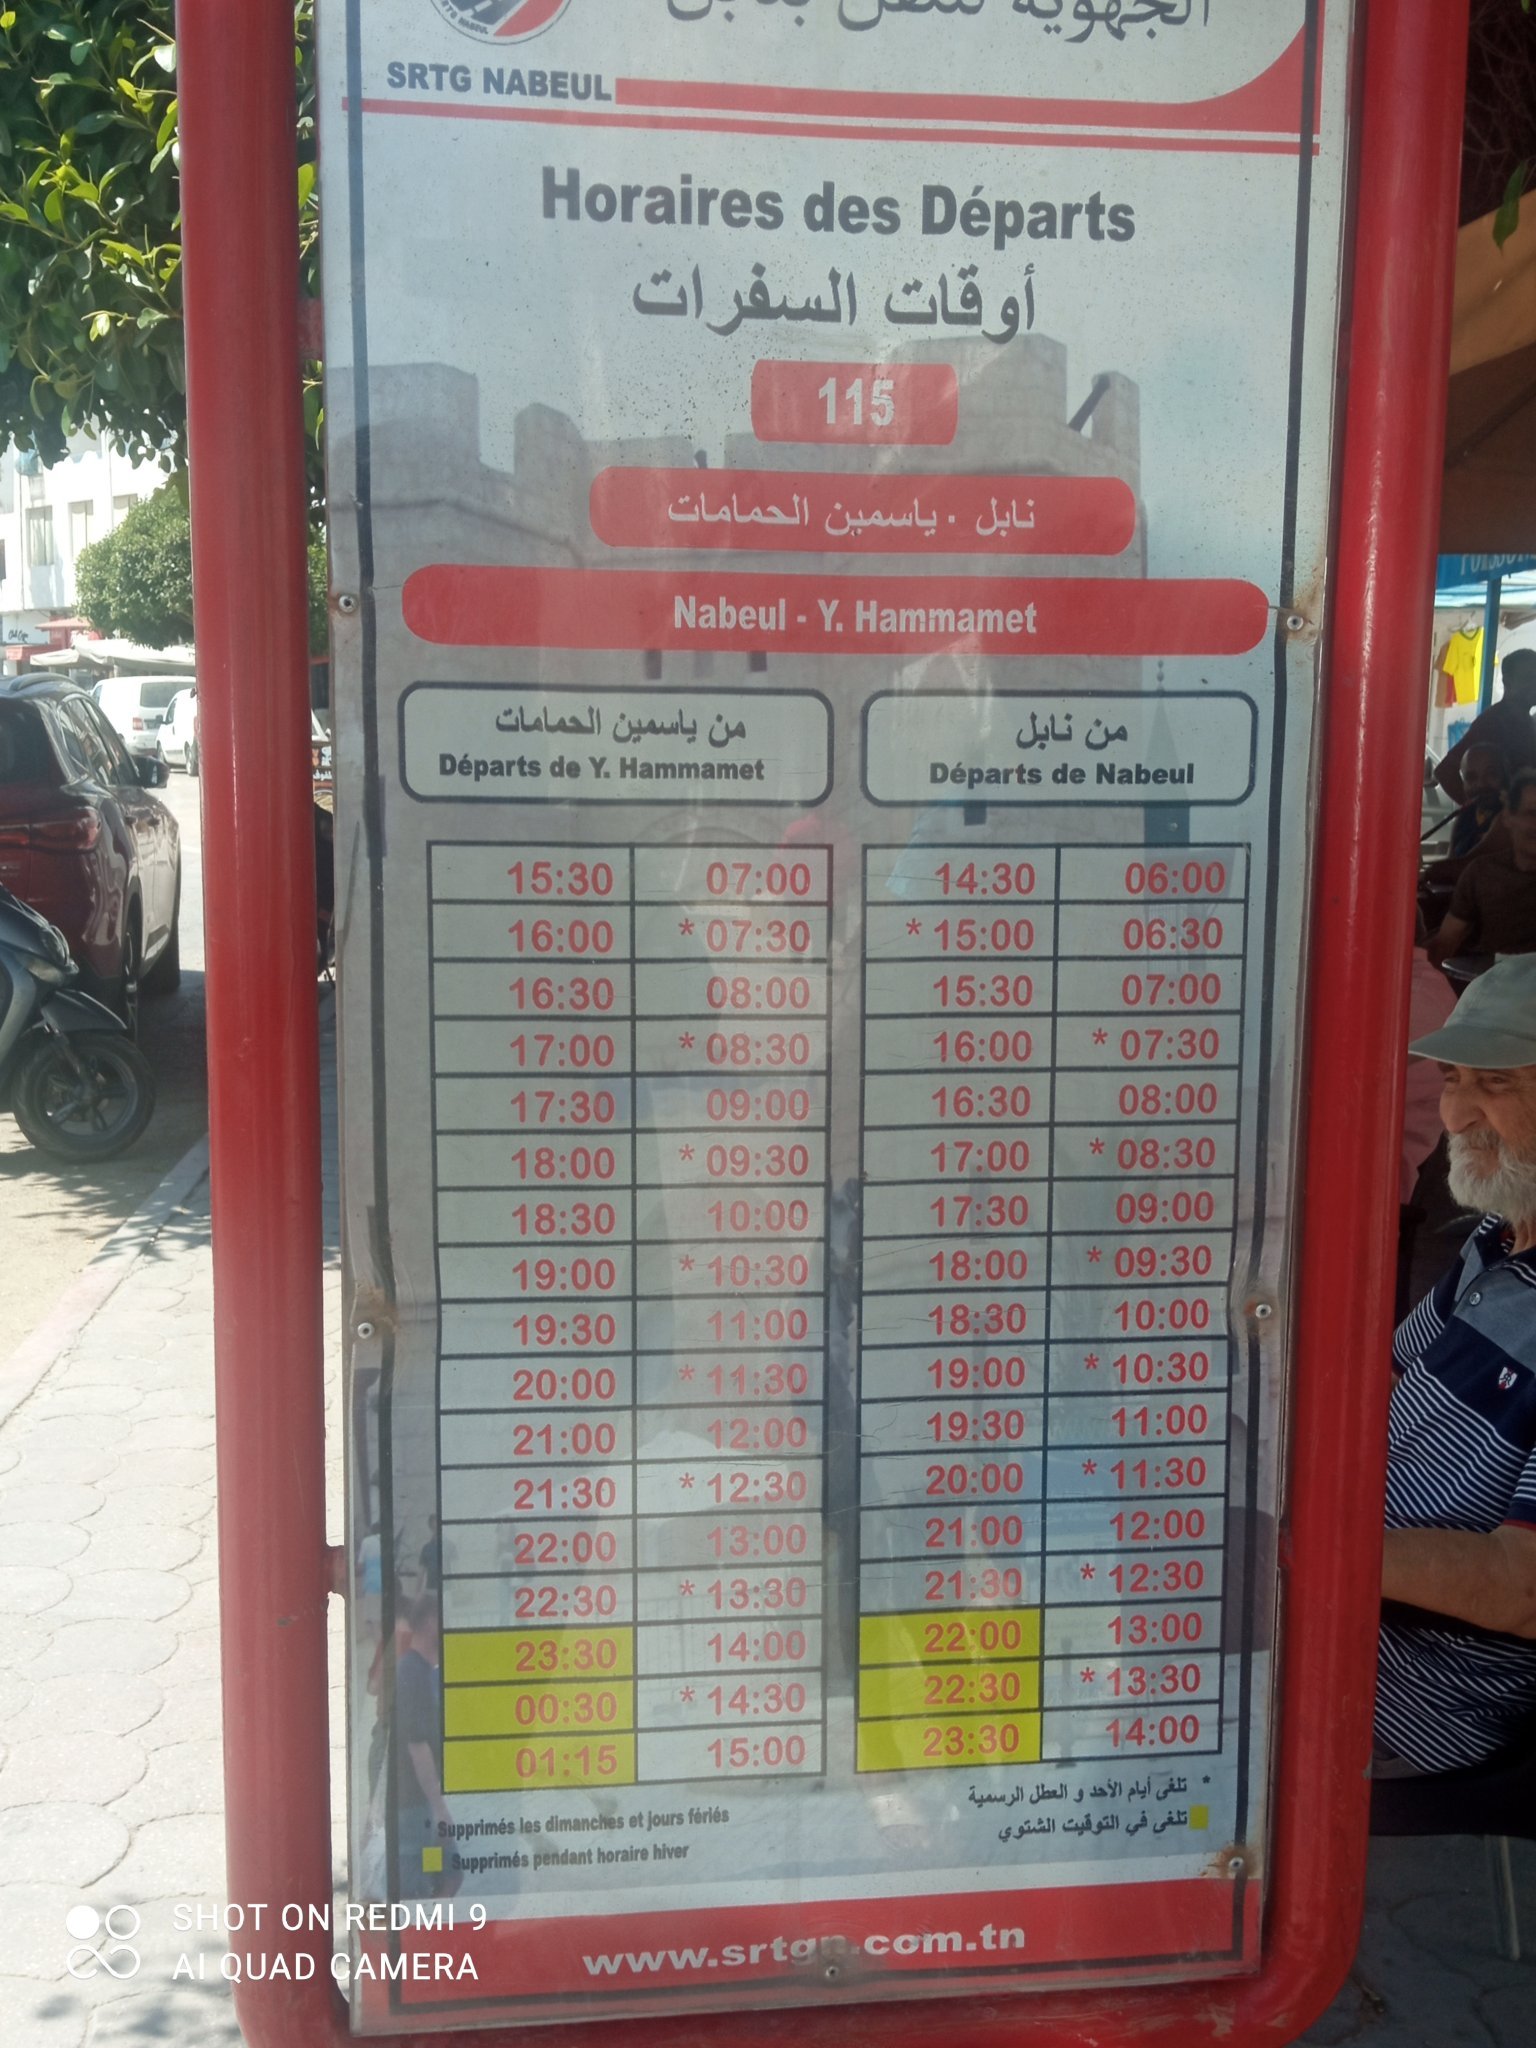 الجهوية للنقل بنابل
SRTG NABEUL
Horaires des Départs
أوقات السفرات
115
نابل - ياسمين الحمامات
Nabeul - Y. Hammamet
من ياسمين الحمامات
Départs de Y. Hammamet
من نابل
Départs de Nabeul
15:30 07:00 14:30 06:00
16:00 * 07:30 * 15:00 06:30
16:30 08:00 15:30 07:00
17:00 * 08:30 16:00 * 07:30
17:30 09:00 16:30 08:00
18:00 * 09:30 17:00 * 08:30
18:30 10:00 17:30 09:00
19:00 * 10:30 18:00 * 09:30
19:30 11:00 18:30 10:00
20:00 * 11:30 19:00 * 10:30
21:00 12:00 19:30 11:00
21:30 * 12:30 20:00 * 11:30
22:00 13:00 21:00 12:00
22:30 * 13:30 21:30 * 12:30
23:30 14:00 22:00 13:00
00:30 * 14:30 22:30 * 13:30
01:15 15:00 23:30 14:00
* تلغى أيام الأحد و العطل الرسمية
تلغى في التوقيت الشتوي
* Supprimés les dimanches et jours fériés
Supprimés pendant horaire hiver
www.srtgn.com.tn
SHOT ON REDMI 9
AI QUAD CAMERA